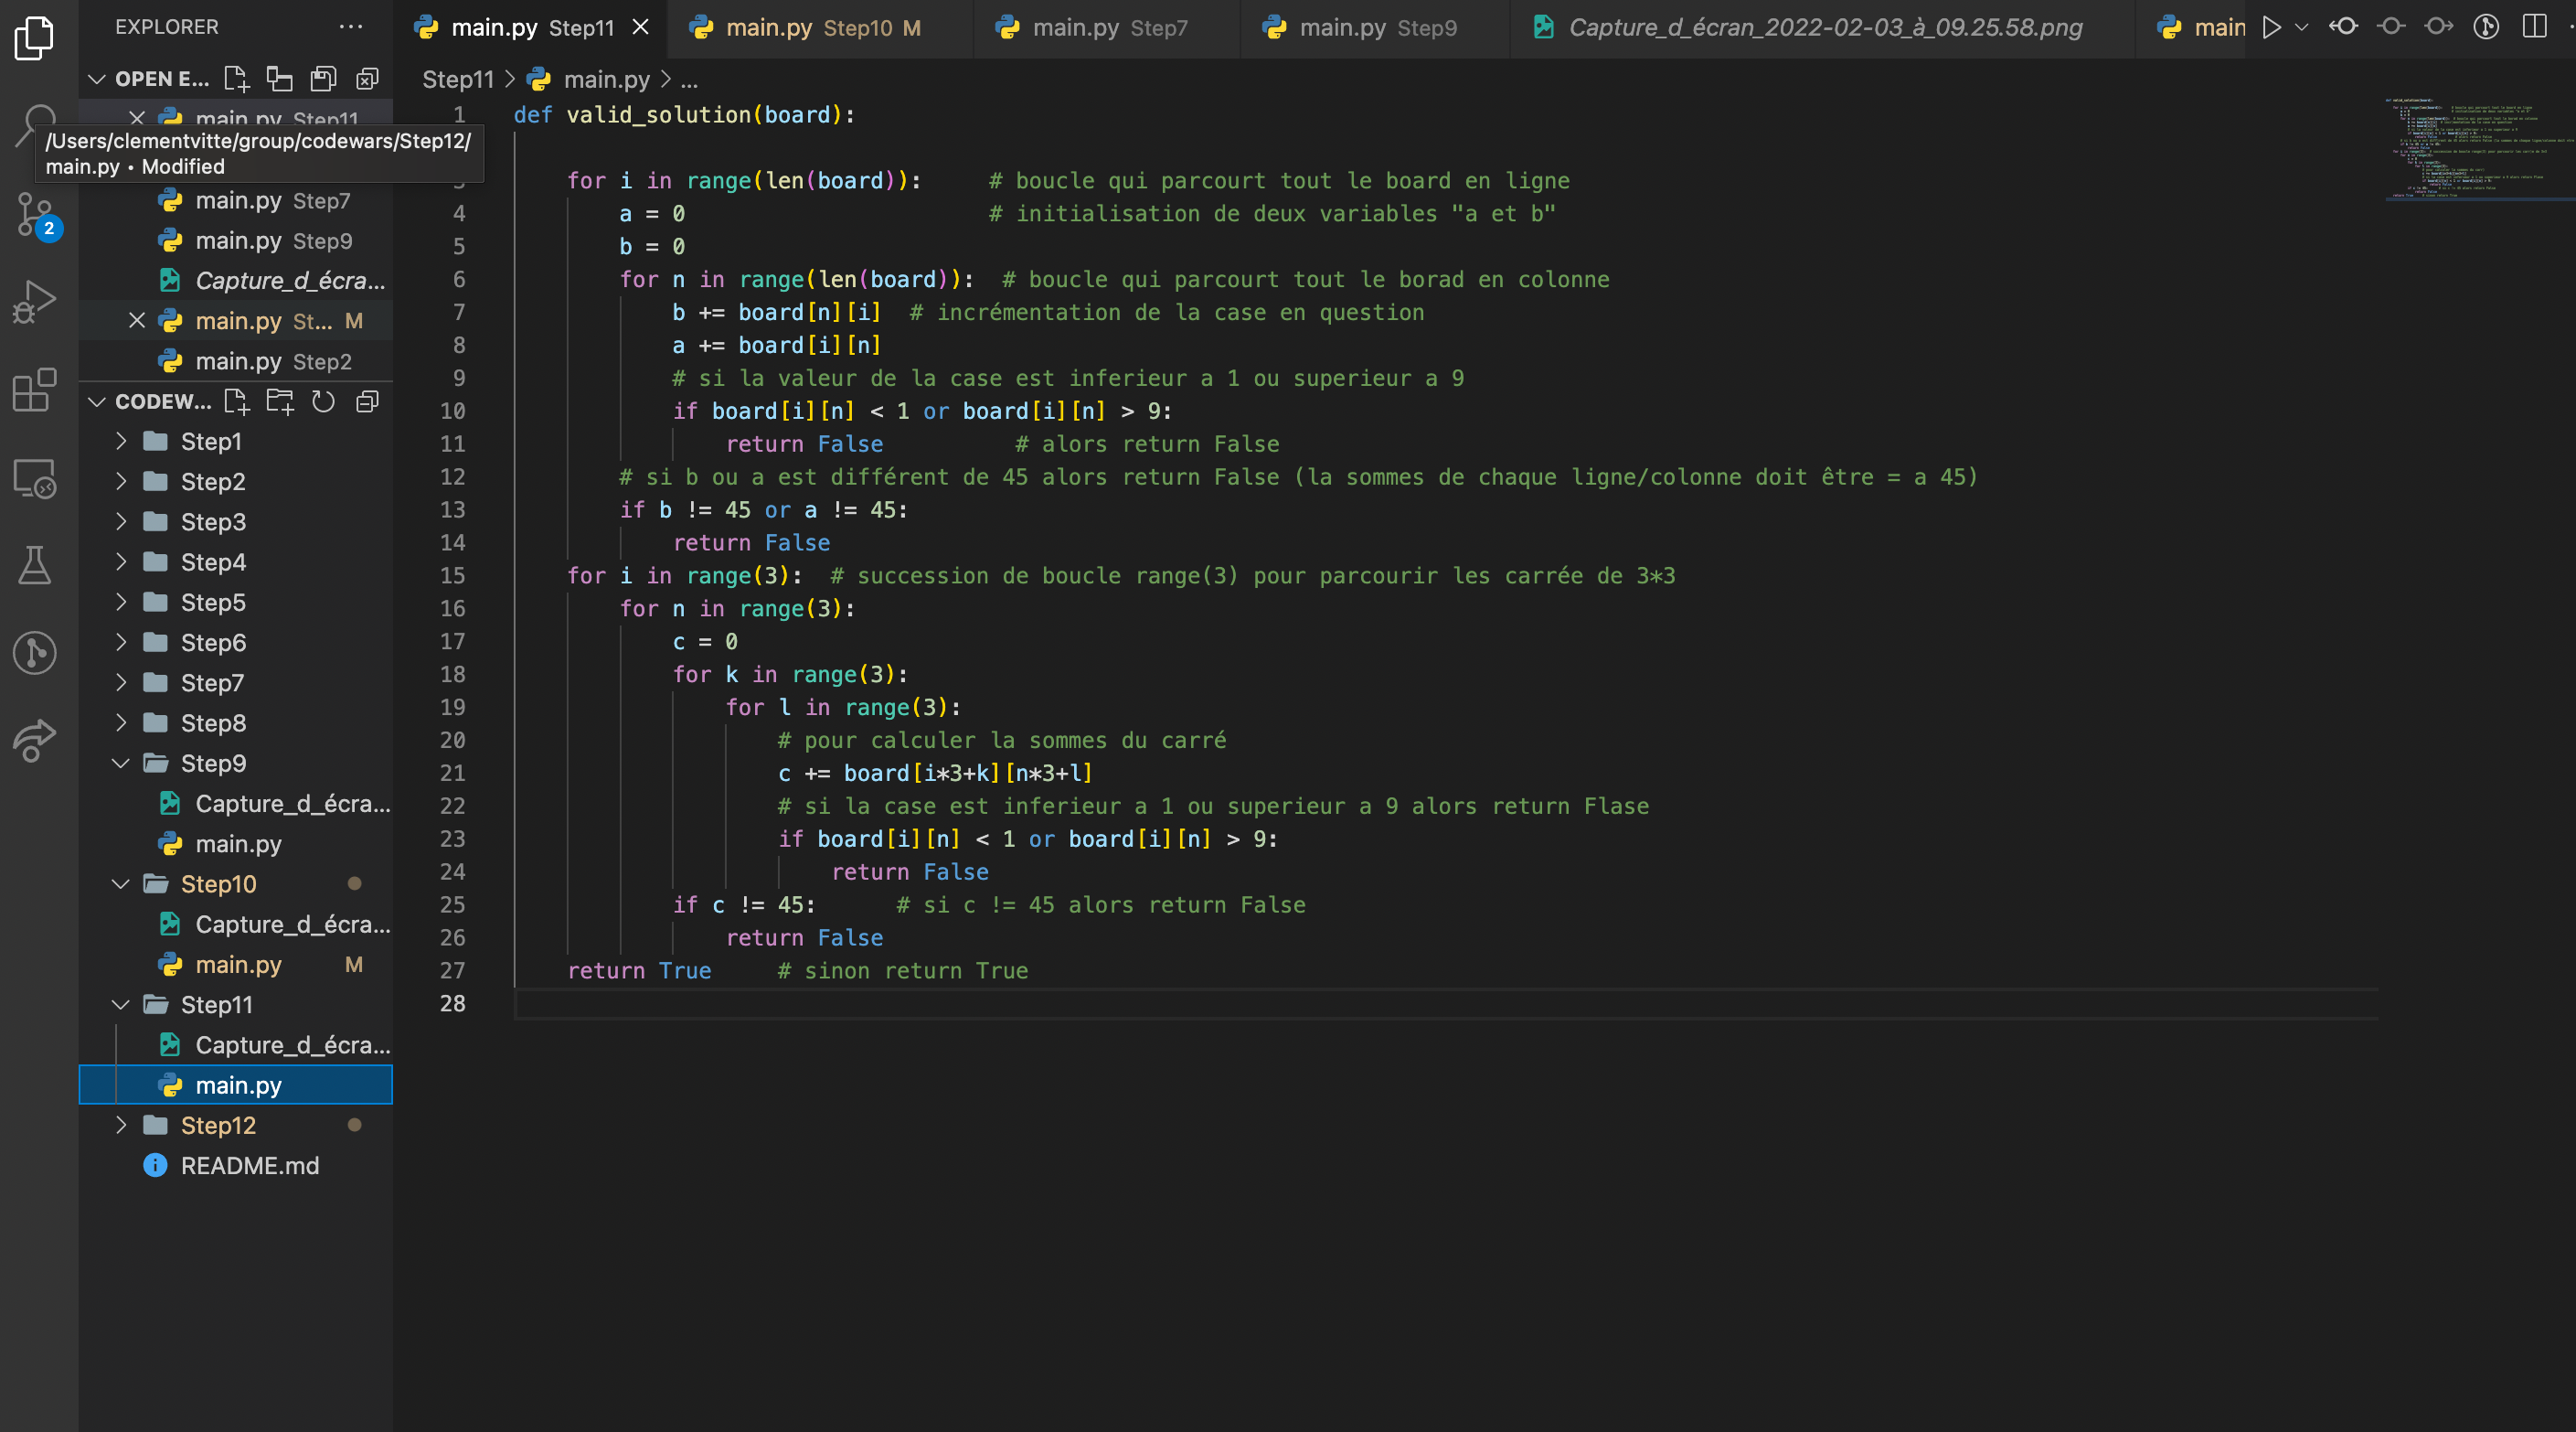 EXPLORER
OPEN E...
main.py Step11
/Users/clementvitte/group/codewars/Step12/
main.py • Modified
main.py Step7
main.py Step9
Capture_d_écra...
main.py St... M
main.py Step2
CODEW...
Step1
Step2
Step3
Step4
Step5
Step6
Step7
Step8
Step9
Capture_d_écra...
main.py
Step10
Capture_d_écra...
main.py M
Step11
Capture_d_écra...
main.py
Step12
README.md
2
main.py Step11
main.py Step10 M
main.py Step7
main.py Step9
Capture_d_écran_2022-02-03_à_09.25.58.png
main
Step11 > main.py > ...
1 def valid_solution(board):
3 for i in range(len(board)):     # boucle qui parcourt tout le board en ligne
4 a = 0                       # initialisation de deux variables "a et b"
5 b = 0
6 for n in range(len(board)):  # boucle qui parcourt tout le borad en colonne
7 b += board[n][i]  # incrémentation de la case en question
8 a += board[i][n]
9 # si la valeur de la case est inferieur a 1 ou superieur a 9
10 if board[i][n] < 1 or board[i][n] > 9:
11 return False          # alors return False
12 # si b ou a est différent de 45 alors return False (la sommes de chaque ligne/colonne doit être = a 45)
13 if b != 45 or a != 45:
14 return False
15 for i in range(3):  # succession de boucle range(3) pour parcourir les carrée de 3*3
16 for n in range(3):
17 c = 0
18 for k in range(3):
19 for l in range(3):
20 # pour calculer la sommes du carré
21 c += board[i*3+k][n*3+l]
22 # si la case est inferieur a 1 ou superieur a 9 alors return Flase
23 if board[i][n] < 1 or board[i][n] > 9:
24 return False
25 if c != 45:      # si c != 45 alors return False
26 return False
27 return True     # sinon return True
28